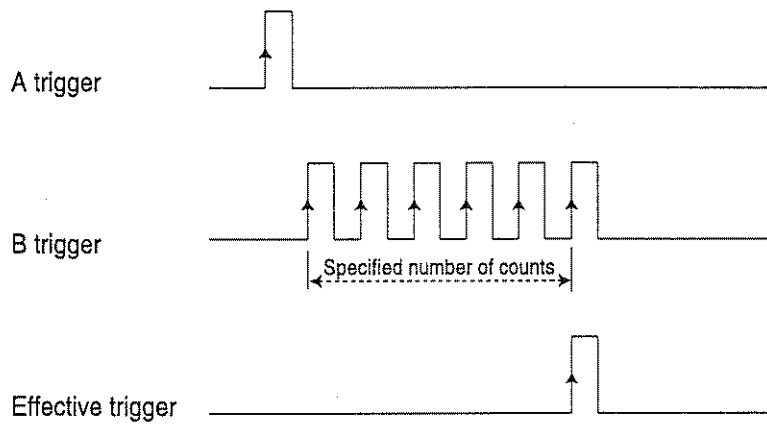 A trigger
B trigger
Specified number of counts
Effective trigger